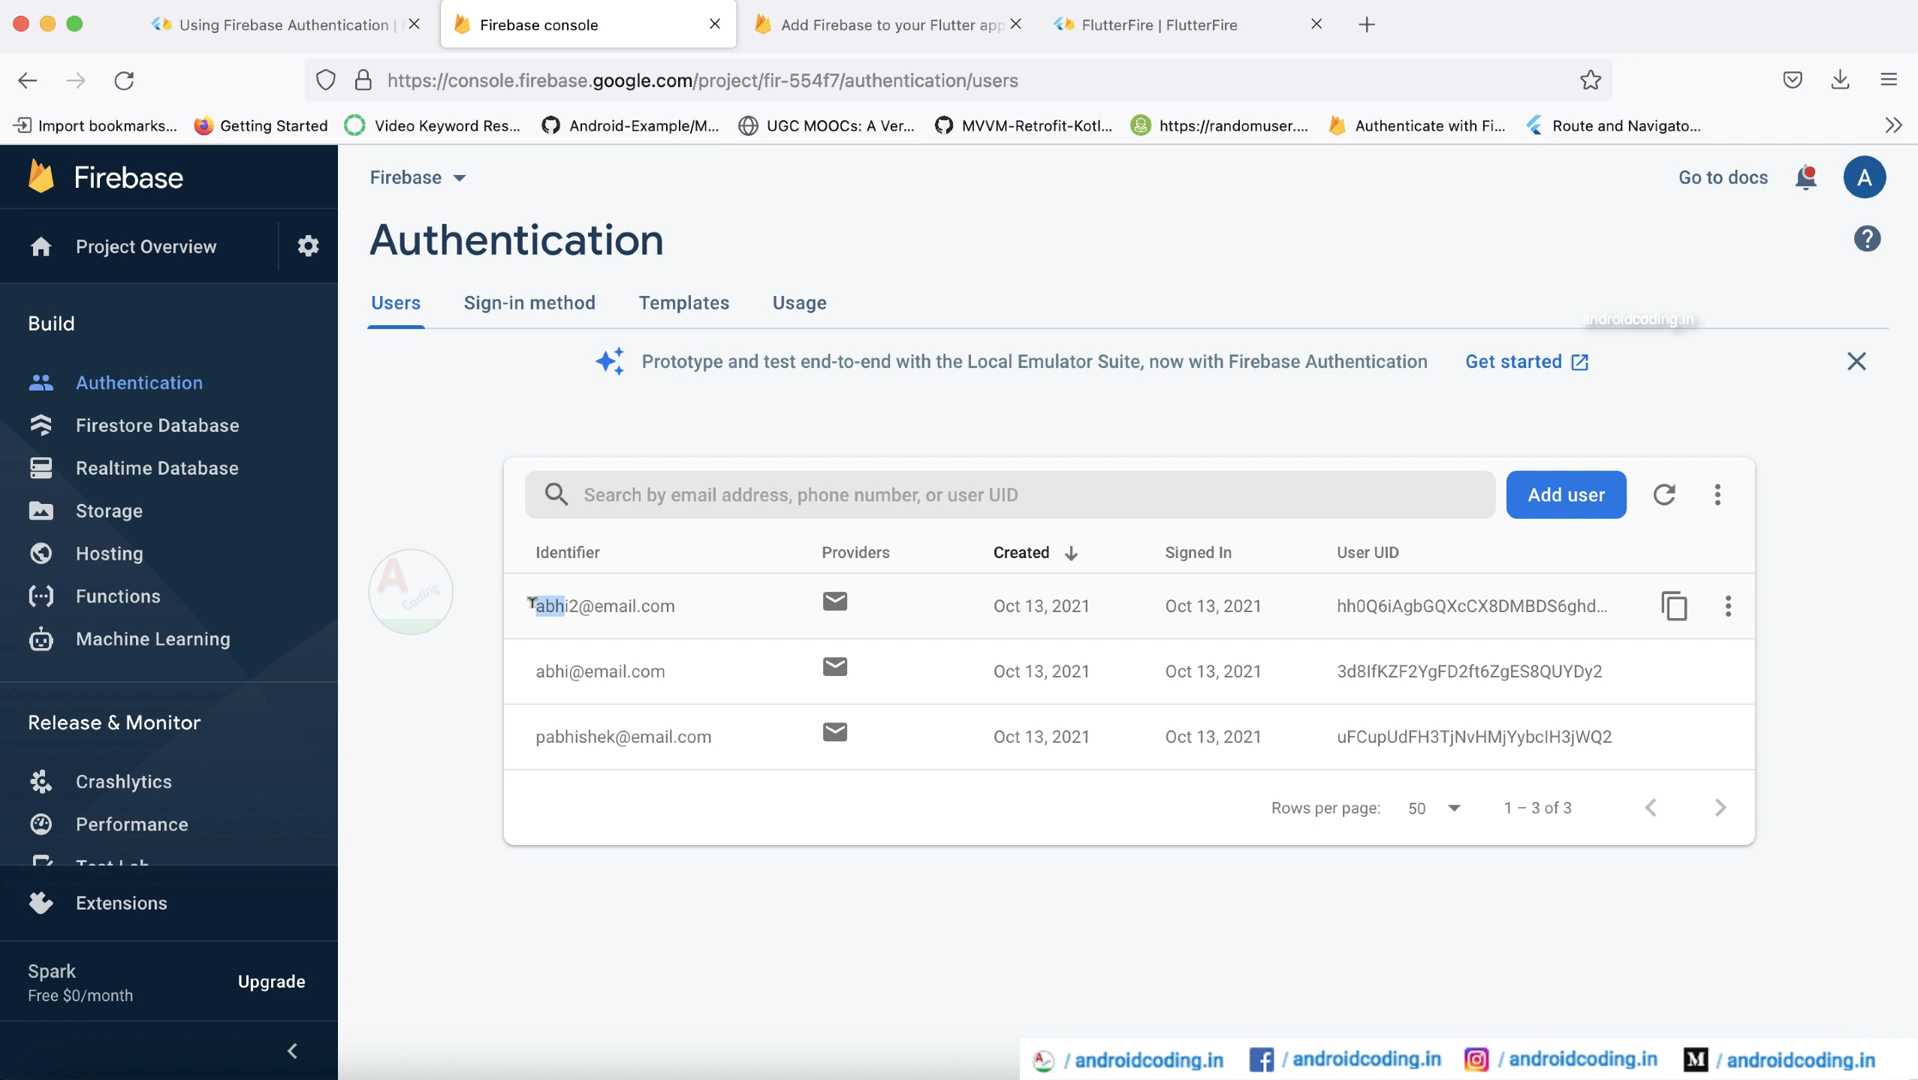 Using Firebase Authentication |
Firebase console
Add Firebase to your Flutter app
FlutterFire | FlutterFire
https://console.firebase.google.com/project/fir-554f7/authentication/users
Import bookmarks...
Getting Started
Video Keyword Res...
Android-Example/M...
UGC MOOCs: A Ver...
MVVM-Retrofit-Kotl...
https://randomuser....
Authenticate with Fi...
Route and Navigato...
Firebase
Project Overview
Build
Authentication
Firestore Database
Realtime Database
Storage
Hosting
Functions
Machine Learning
Release & Monitor
Crashlytics
Performance
Test Lab
Extensions
Spark
Free $0/month
Upgrade
Firebase
Go to docs
A
Authentication
?
Users
Sign-in method
Templates
Usage
androidcoding.in
Prototype and test end-to-end with the Local Emulator Suite, now with Firebase Authentication
Get started
Search by email address, phone number, or user UID
Add user
Identifier Providers Created Signed In User UID
abhi2@email.com Oct 13, 2021 Oct 13, 2021 hh0Q6iAgbGQXcCX8DMBDS6ghd...
abhi@email.com Oct 13, 2021 Oct 13, 2021 3d8IfKZF2YgFD2ft6ZgES8QUYDy2
pabhishek@email.com Oct 13, 2021 Oct 13, 2021 uFCupUdFH3TjNvHMjYybcIH3jWQ2
Rows per page: 50 1 – 3 of 3
A Coding
/ androidcoding.in
/ androidcoding.in
/ androidcoding.in
/ androidcoding.in